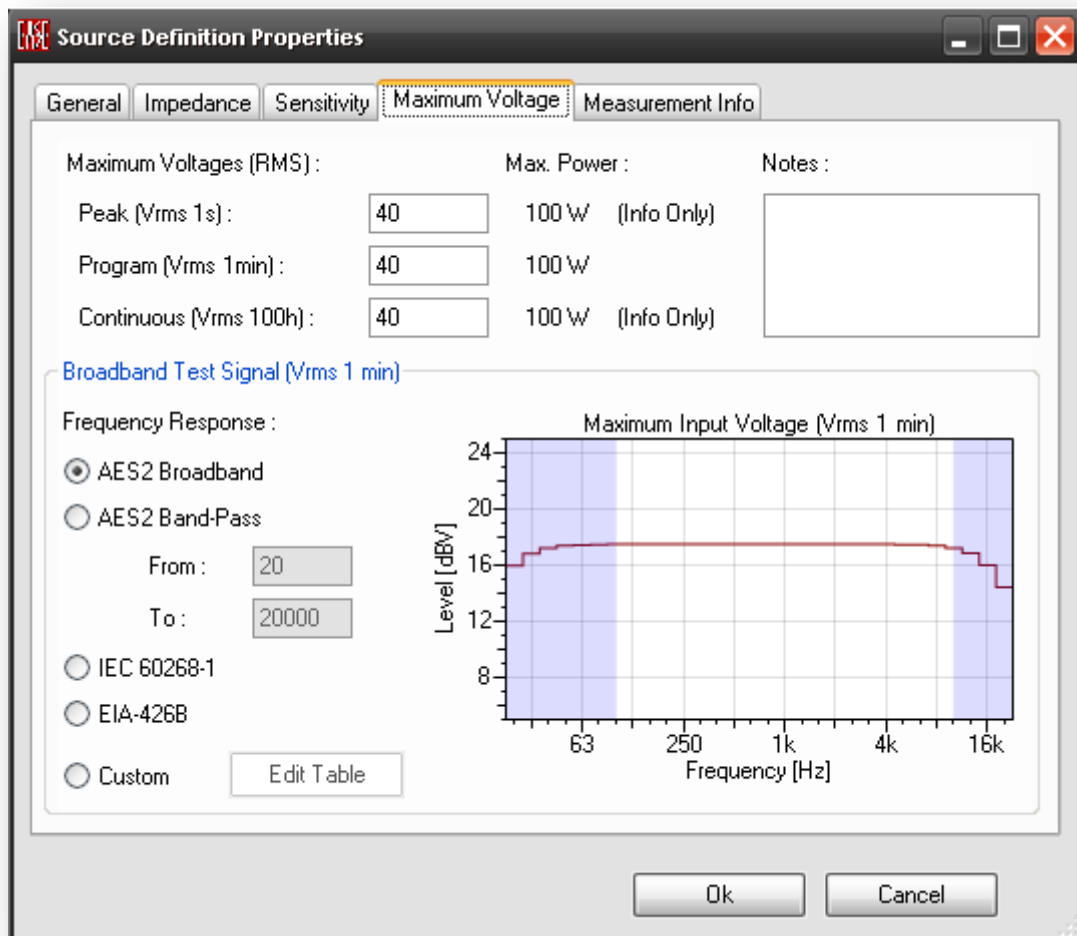 EASE
Source Definition Properties
General Impedance Sensitivity Maximum Voltage Measurement Info
Maximum Voltages (RMS) : Max. Power : Notes :
Peak (Vrms 1s) : 40 100 W (Info Only)
Program (Vrms 1min) : 40 100 W
Continuous (Vrms 100h) : 40 100 W (Info Only)
Broadband Test Signal (Vrms 1 min)
Frequency Response :
AES2 Broadband
AES2 Band-Pass
From : 20
To : 20000
IEC 60268-1
EIA-426B
Custom Edit Table
Maximum Input Voltage (Vrms 1 min)
Level [dBV]
24
20
16
12
8
63 250 1k 4k 16k
Frequency [Hz]
Ok Cancel